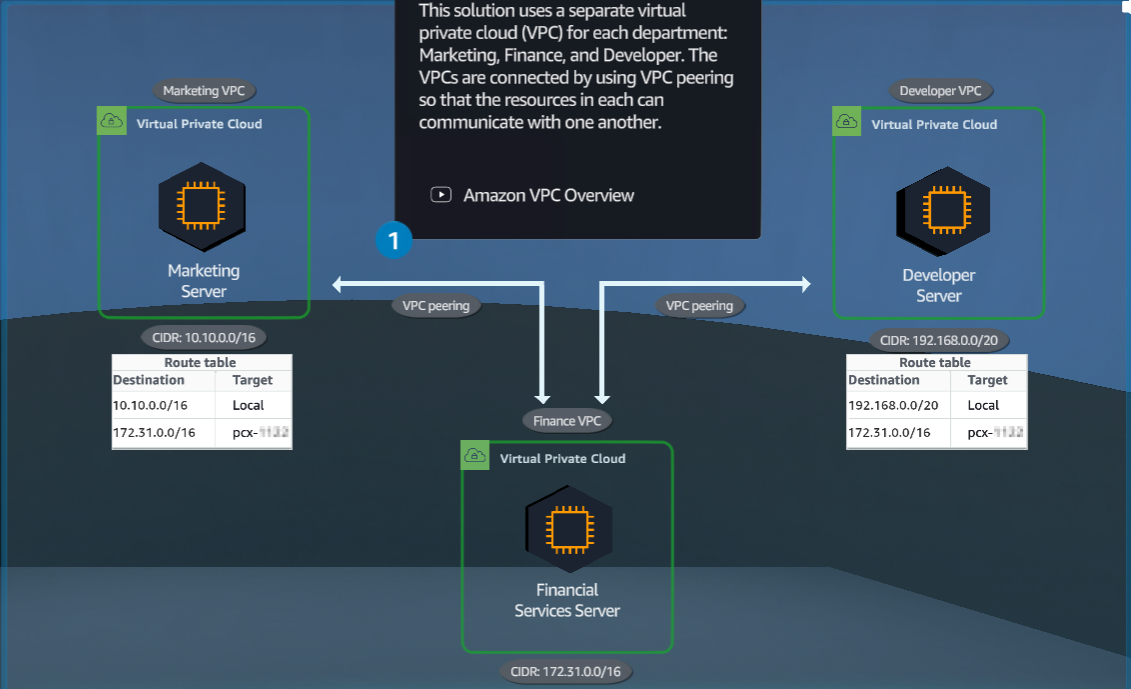 This solution uses a separate virtual
private cloud (VPC) for each department:
Marketing, Finance, and Developer. The
VPCs are connected by using VPC peering
so that the resources in each can
communicate with one another.
Amazon VPC Overview
1
Marketing VPC
Virtual Private Cloud
Marketing
Server
CIDR: 10.10.0.0/16
Route table
Destination Target
10.10.0.0/16 Local
172.31.0.0/16 pcx-
VPC peering
VPC peering
Developer VPC
Virtual Private Cloud
Developer
Server
CIDR: 192.168.0.0/20
Route table
Destination Target
192.168.0.0/20 Local
172.31.0.0/16 pcx-
Finance VPC
Virtual Private Cloud
Financial
Services Server
CIDR: 172.31.0.0/16